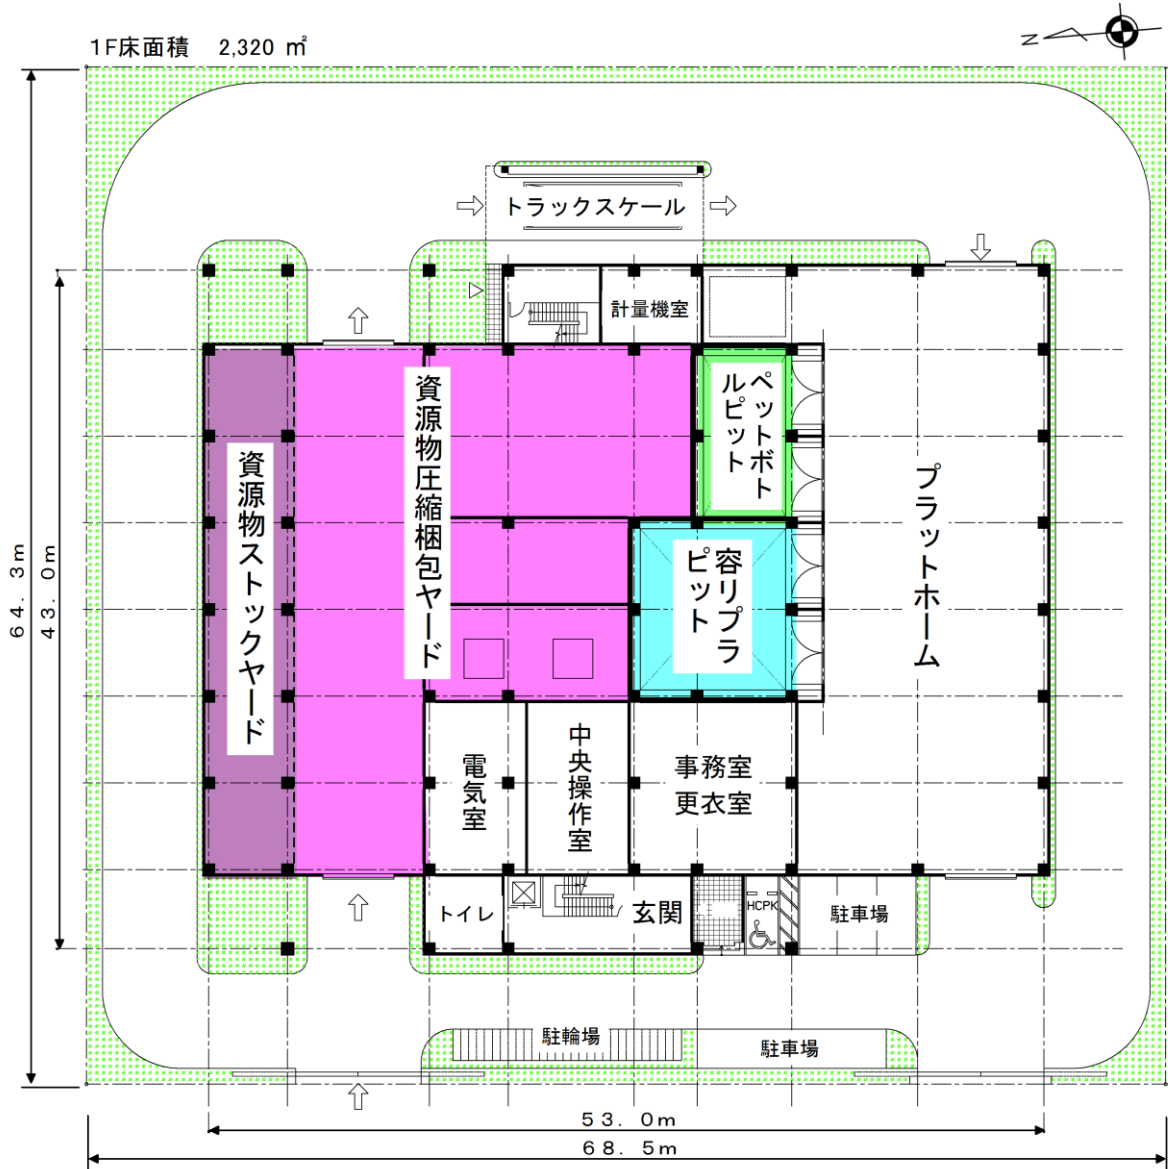 1F床面積 2,320 ㎡
N
トラックスケール
計量機室
ペットボト
ルピット
資源物圧縮梱包ヤード
資源物ストックヤード
容リプラ
ピット
プラットホーム
電気室
中央操作室
事務室
更衣室
トイレ
玄関
HCPK
駐車場
駐輪場
駐車場
64.3m
43.0m
53.0m
68.5m